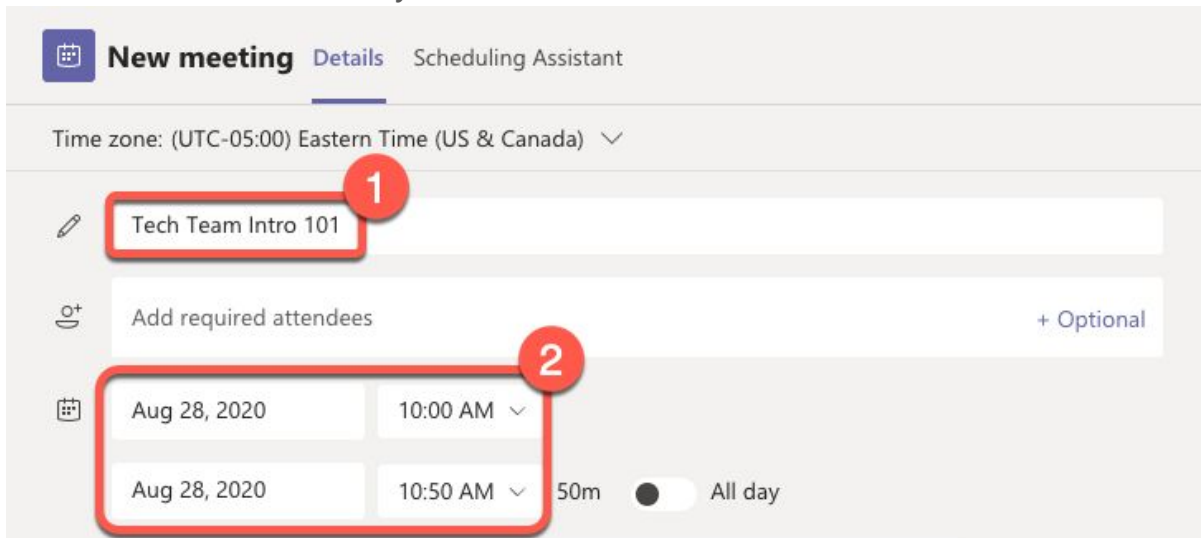 New meeting Details Scheduling Assistant
Time zone: (UTC-05:00) Eastern Time (US & Canada)
1
Tech Team Intro 101
Add required attendees + Optional
2
Aug 28, 2020 10:00 AM
Aug 28, 2020 10:50 AM 50m All day